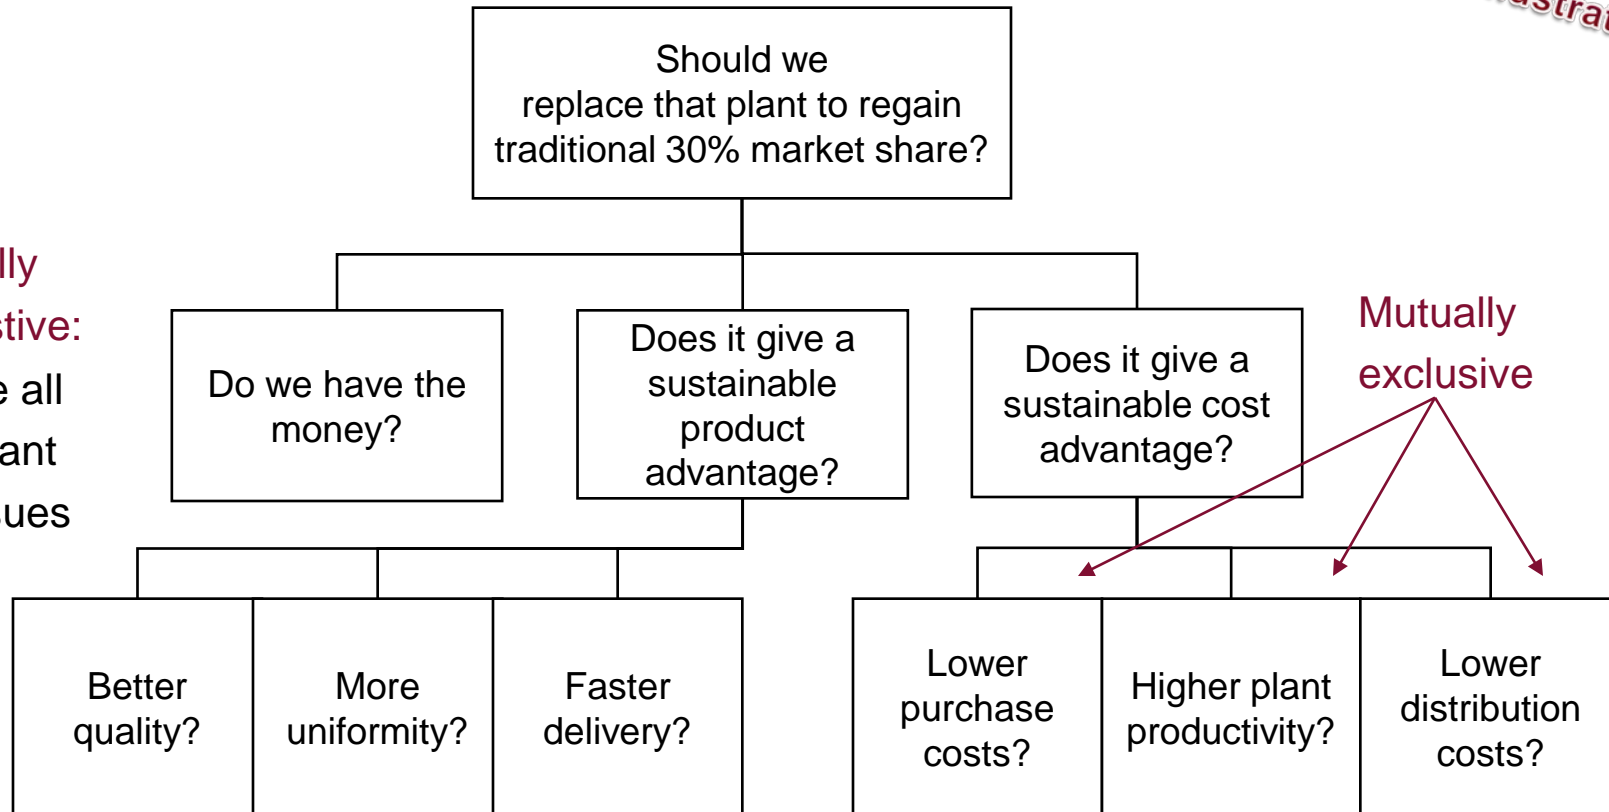 Should we
replace that plant to regain
traditional 30% market share?
Do we have the
money?
Does it give a
sustainable
product
advantage?
Does it give a
sustainable cost
advantage?
Mutually
exclusive
all
Better
quality?
More
uniformity?
Faster
delivery?
Lower
purchase
costs?
Higher plant
productivity?
Lower
distribution
costs?